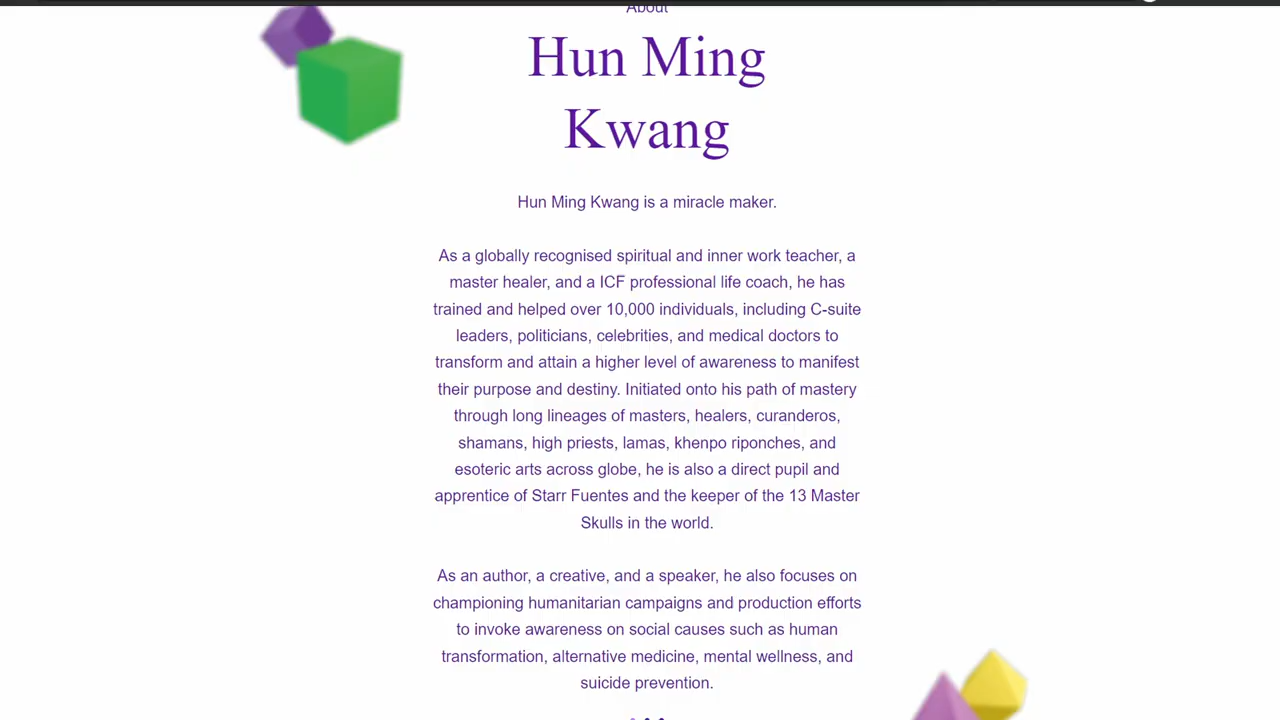 About
Hun Ming
Kwang
Hun Ming Kwang is a miracle maker.
As a globally recognised spiritual and inner work teacher, a
master healer, and a ICF professional life coach, he has
trained and helped over 10,000 individuals, including C-suite
leaders, politicians, celebrities, and medical doctors to
transform and attain a higher level of awareness to manifest
their purpose and destiny. Initiated onto his path of mastery
through long lineages of masters, healers, curanderos,
shamans, high priests, lamas, khenpo riponches, and
esoteric arts across globe, he is also a direct pupil and
apprentice of Starr Fuentes and the keeper of the 13 Master
Skulls in the world.
As an author, a creative, and a speaker, he also focuses on
championing humanitarian campaigns and production efforts
to invoke awareness on social causes such as human
transformation, alternative medicine, mental wellness, and
suicide prevention.